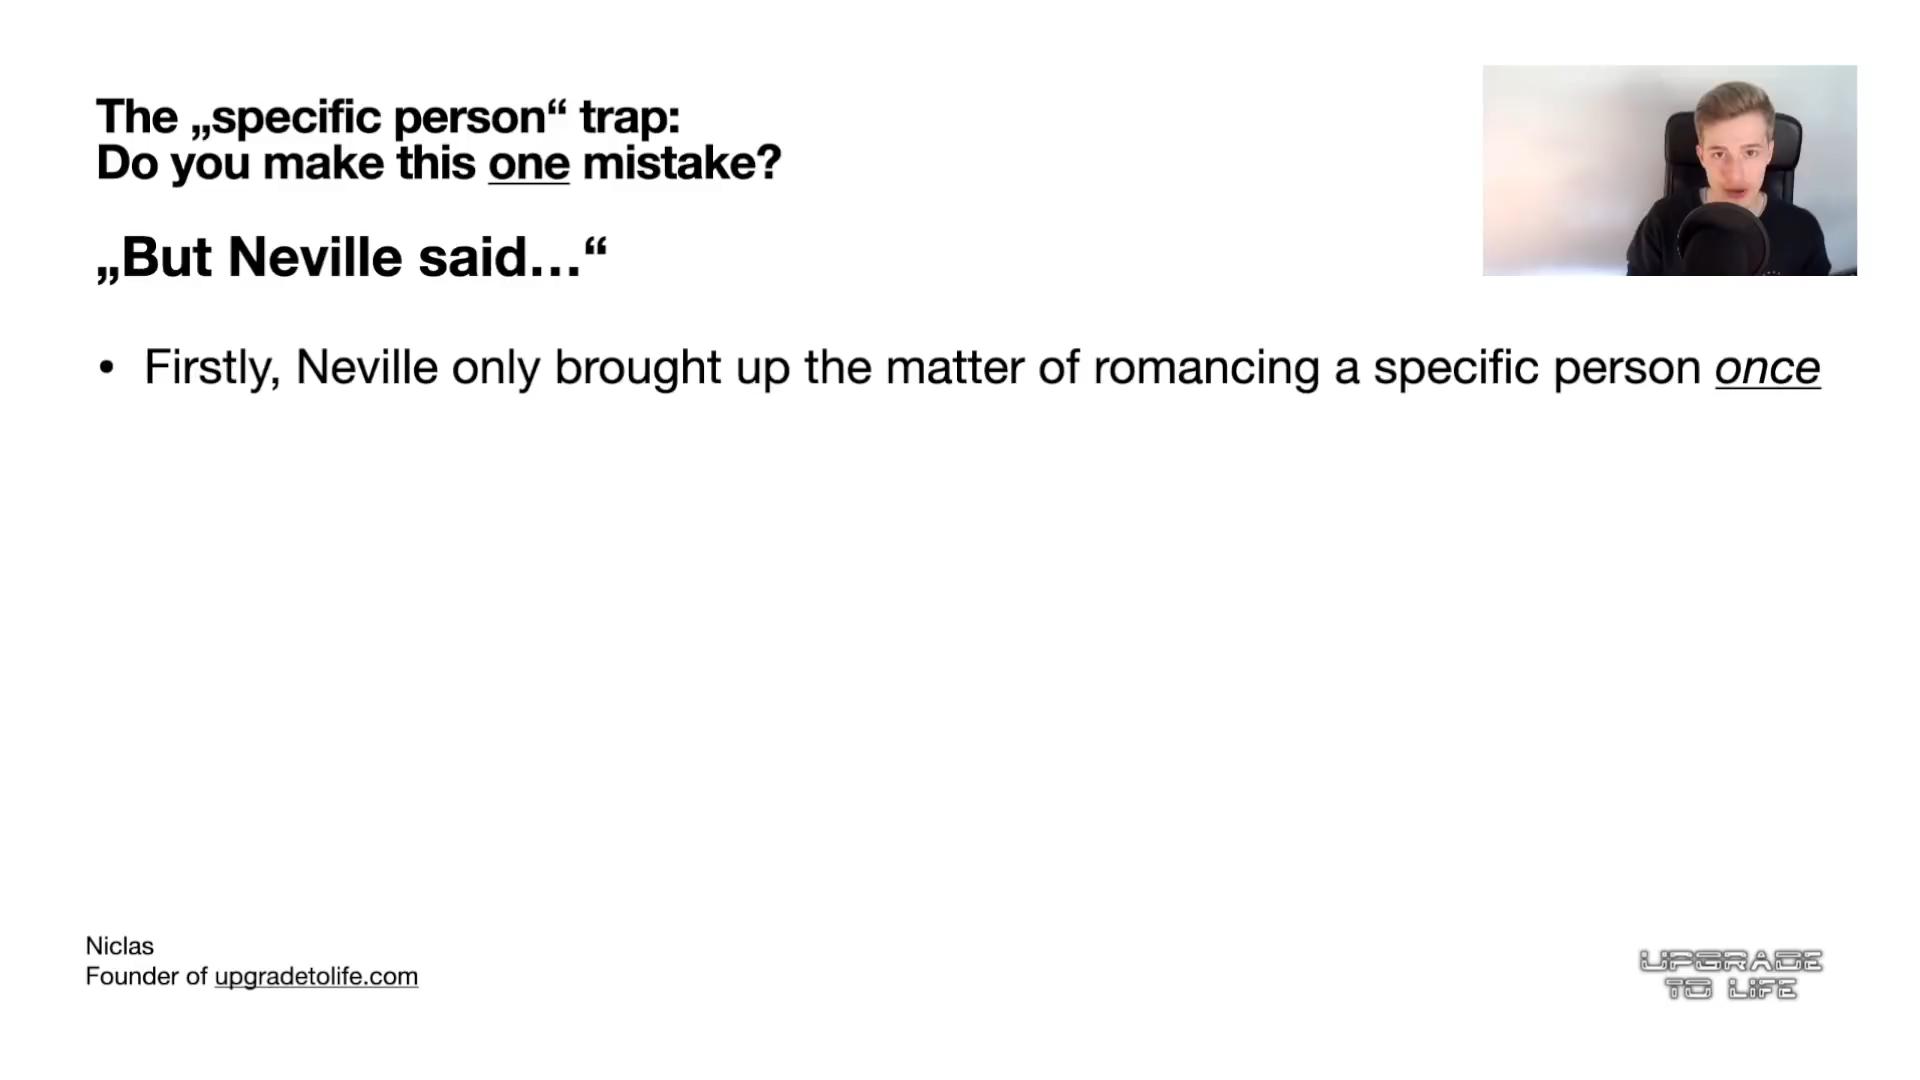 The „specific person“ trap:
Do you make this one mistake?
„But Neville said…“
• Firstly, Neville only brought up the matter of romancing a specific person once
Niclas
Founder of upgradetolife.com
UPGRADE
TO LIFE